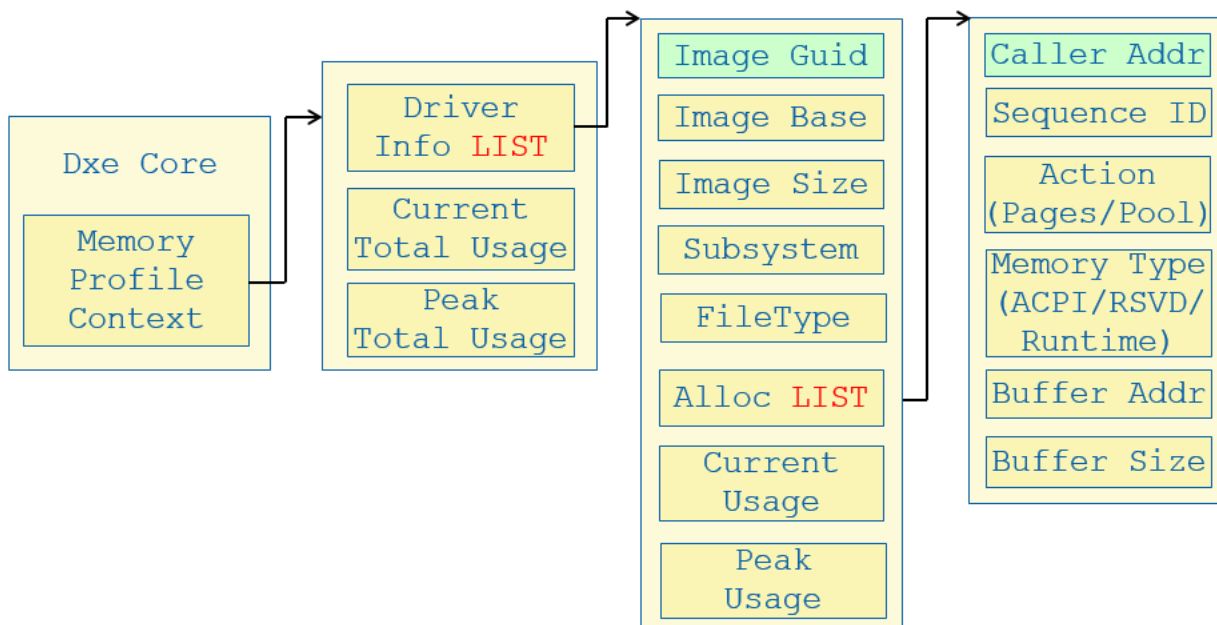 Dxe Core
Memory
Profile
Context
Driver
Info LIST
Current
Total Usage
Peak
Total Usage
Image Guid
Image Base
Image Size
Subsystem
FileType
Alloc LIST
Current
Usage
Peak
Usage
Caller Addr
Sequence ID
Action
(Pages/Pool)
Memory Type
(ACPI/RSVD/
Runtime)
Buffer Addr
Buffer Size